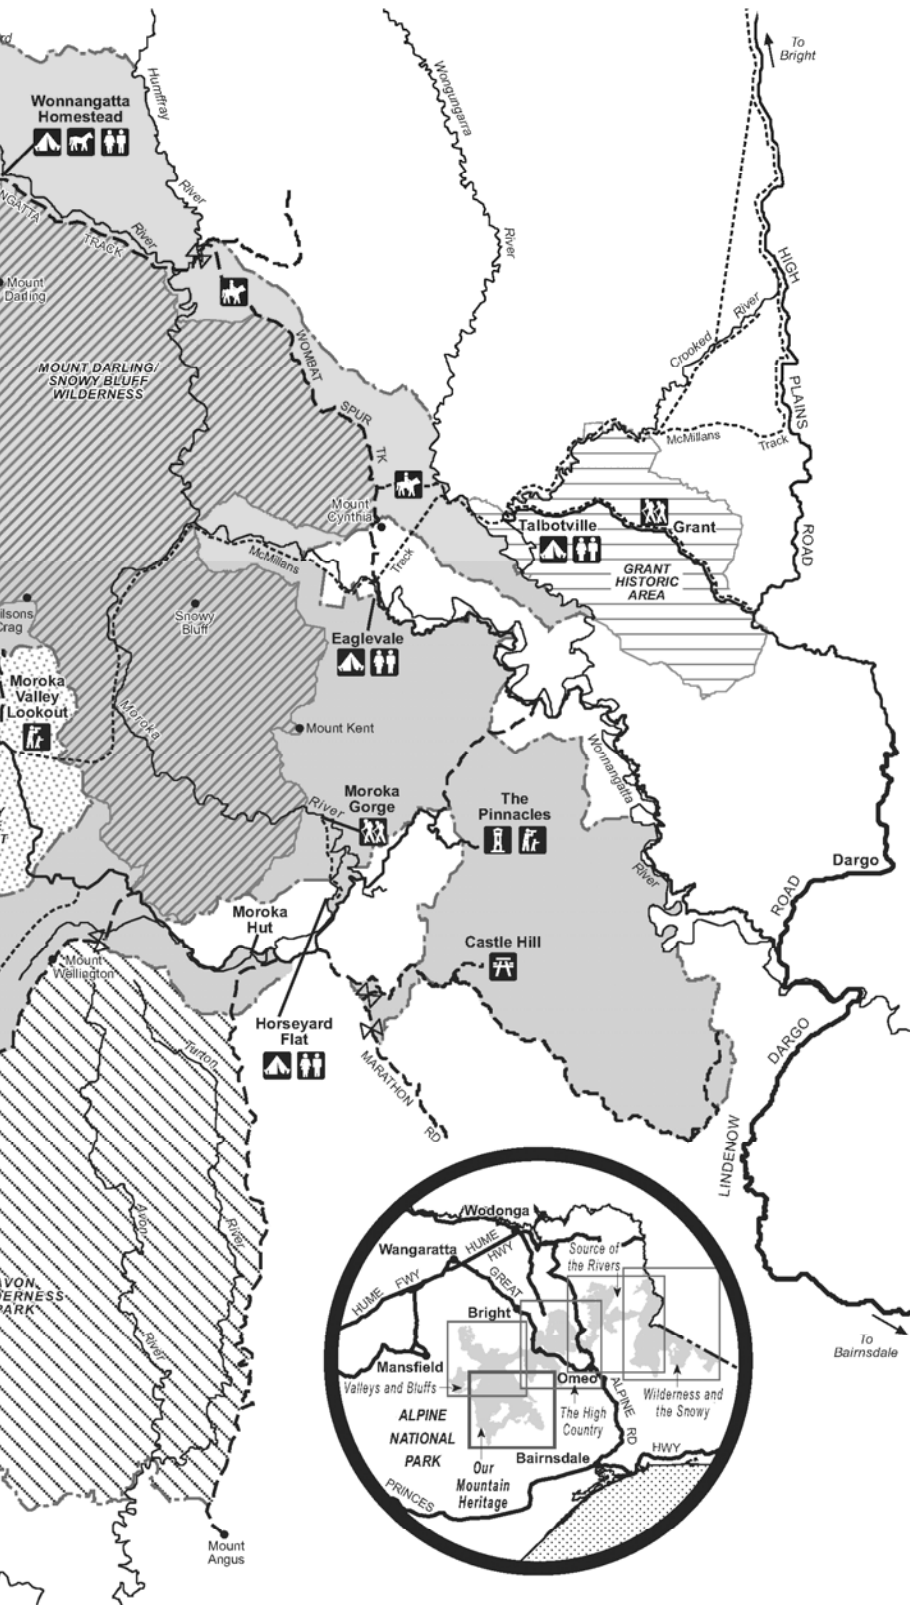 To
Bright
Humffray
River
Wongungarra
River
Wonnangatta
Homestead
TRACK
River
Mount
Darling
HIGH
PLAINS
ROAD
Crooked
River
WOMBAT
SPUR
TK
MOUNT DARLING/
SNOWY BLUFF
WILDERNESS
McMillans
Track
Mount
Cynthia
Talbotville
Grant
GRANT
HISTORIC
AREA
McMillans
Track
Snowy
Bluff
Eaglevale
Moroka
Valley
Lookout
Moroka
River
Mount Kent
Wonnangatta
River
Moroka
Gorge
The
Pinnacles
Dargo
ROAD
Moroka
Hut
Castle Hill
Mount
Wellington
Horseyard
Flat
MARATHON
RD
DARGO
LINDENOW
Turton
River
Avon
River
To
Bairnsdale
Mount
Angus
Wodonga
Wangaratta
HUME
HWY
HUME
FWY
GREAT
Source of
the Rivers
Bright
Mansfield
Valleys and Bluffs
Omeo
ALPINE
RD
Wilderness and
the Snowy
The High
Country
ALPINE
NATIONAL
PARK
Our
Mountain
Heritage
Bairnsdale
HWY
PRINCES